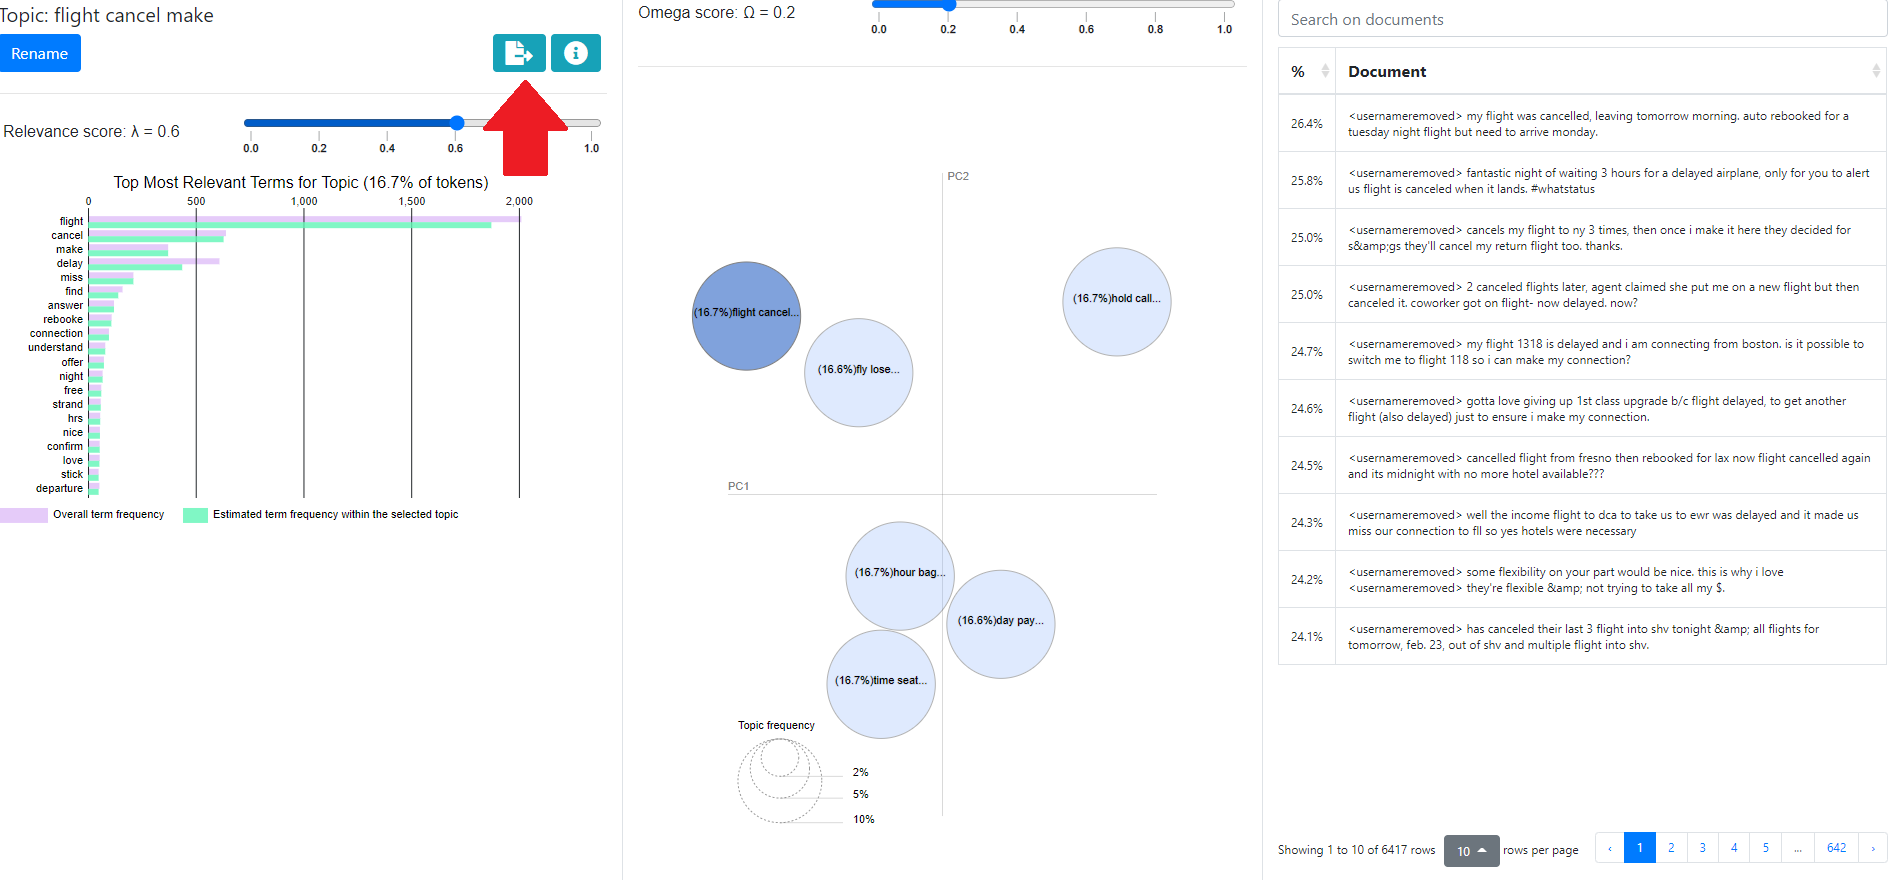 Topic: flight cancel make
Rename
Relevance score: λ = 0.6
0.0 0.2 0.4 0.6 1.0
Top Most Relevant Terms for Topic (16.7% of tokens)
0 500 1,000 1,500 2,000
flight
cancel
make
delay
miss
find
answer
rebooke
connection
understand
offer
night
free
strand
hrs
nice
confirm
love
stick
departure
Overall term frequency Estimated term frequency within the selected topic
Omega score: Ω = 0.2
0.0 0.2 0.4 0.6 0.8 1.0
PC2
(16.7%)hold call...
(16.7%)flight cancel...
(16.6%)fly lose...
PC1
(16.7%)hour bag...
(16.6%)day pay...
(16.7%)time seat...
Topic frequency
2%
5%
10%
Search on documents
% Document
26.4% <usernameremoved> my flight was cancelled, leaving tomorrow morning. auto rebooked for a
tuesday night flight but need to arrive monday.
25.8% <usernameremoved> fantastic night of waiting 3 hours for a delayed airplane, only for you to alert
us flight is canceled when it lands. #whatstatus
25.0% <usernameremoved> cancels my flight to ny 3 times, then once i make it here they decided for
s&amp;gs they'll cancel my return flight too. thanks.
25.0% <usernameremoved> 2 canceled flights later, agent claimed she put me on a new flight but then
canceled it. coworker got on flight- now delayed. now?
24.7% <usernameremoved> my flight 1318 is delayed and i am connecting from boston. is it possible to
switch me to flight 118 so i can make my connection?
24.6% <usernameremoved> gotta love giving up 1st class upgrade b/c flight delayed, to get another
flight (also delayed) just to ensure i make my connection.
24.5% <usernameremoved> cancelled flight from fresno then rebooked for lax now flight cancelled again
and its midnight with no more hotel available???
24.3% <usernameremoved> well the income flight to dca to take us to ewr was delayed and it made us
miss our connection to fll so yes hotels were necessary
24.2% <usernameremoved> some flexibility on your part would be nice. this is why i love
<usernameremoved> they're flexible &amp; not trying to take all my $.
24.1% <usernameremoved> has canceled their last 3 flight into shv tonight &amp; all flights for
tomorrow, feb. 23, out of shv and multiple flight into shv.
Showing 1 to 10 of 6417 rows 10 rows per page ‹ 1 2 3 4 5 ... 642 ›